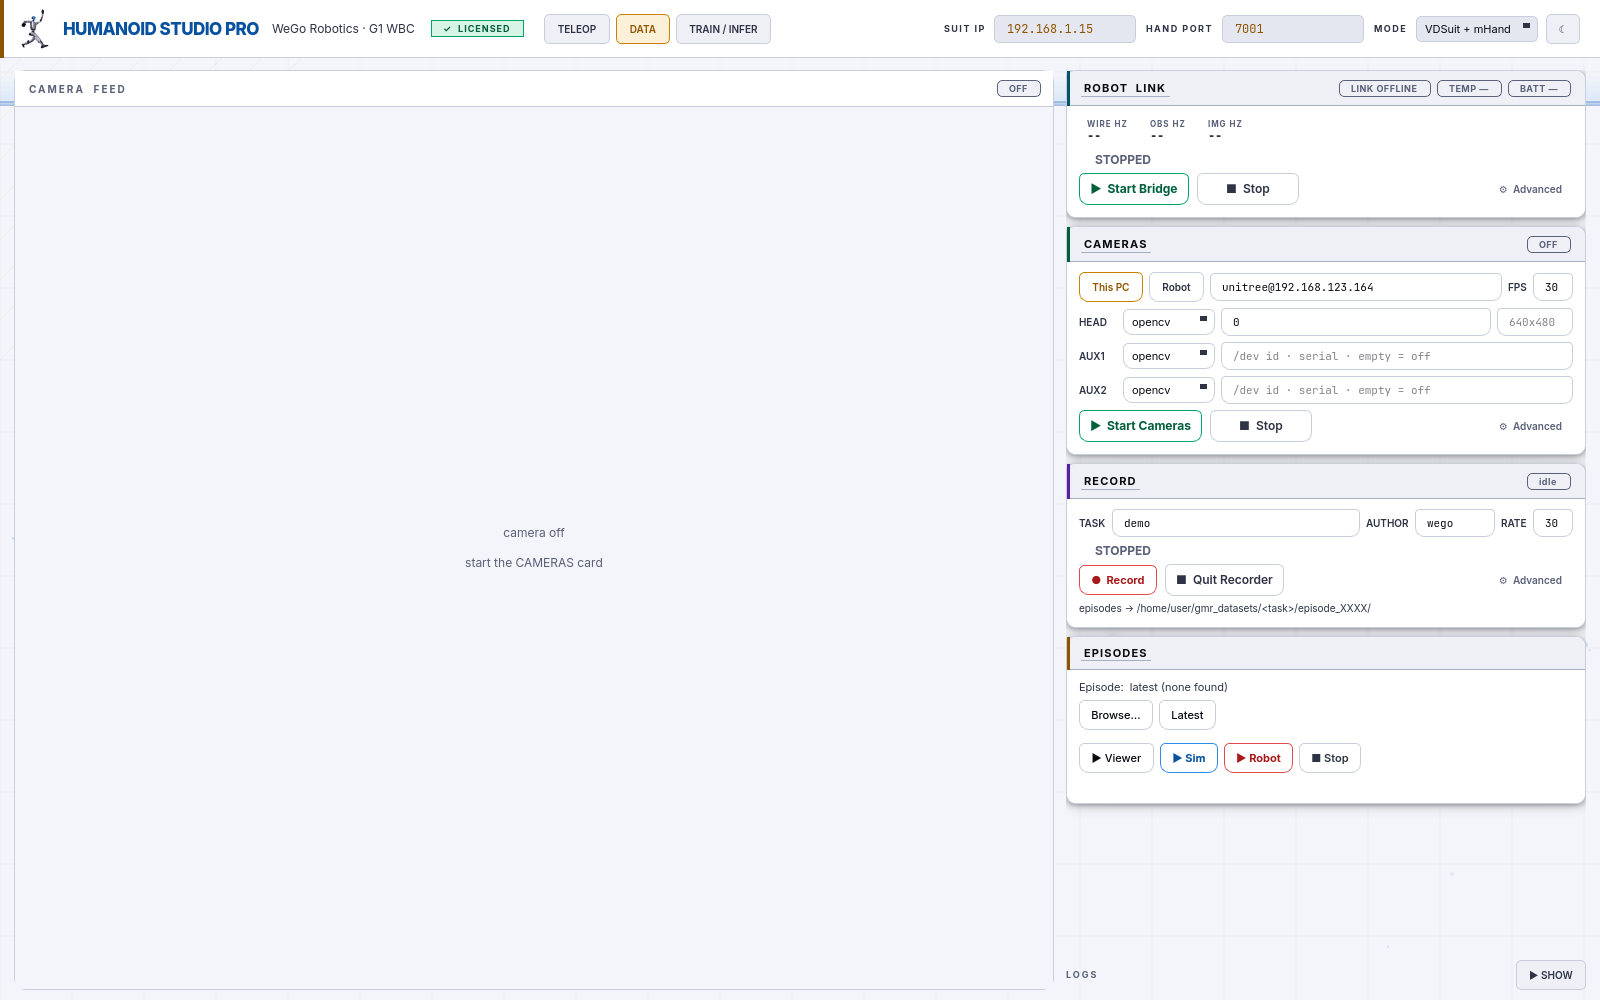 HUMANOID STUDIO PRO WeGo Robotics · G1 WBC ✓ LICENSED TELEOP DATA TRAIN / INFER SUIT IP 192.168.1.15 HAND PORT 7001 MODE VDSuit + mHand ☾
CAMERA FEED OFF
camera off
start the CAMERAS card
ROBOT LINK LINK OFFLINE TEMP — BATT —
WIRE HZ OBS HZ IMG HZ
-- -- --
STOPPED
▶ Start Bridge ■ Stop ⚙ Advanced
CAMERAS OFF
This PC Robot unitree@192.168.123.164 FPS 30
HEAD opencv 0 640x480
AUX1 opencv /dev id · serial · empty = off
AUX2 opencv /dev id · serial · empty = off
▶ Start Cameras ■ Stop ⚙ Advanced
RECORD idle
TASK demo AUTHOR wego RATE 30
STOPPED
● Record ■ Quit Recorder ⚙ Advanced
episodes → /home/user/gmr_datasets/<task>/episode_XXXX/
EPISODES
Episode: latest (none found)
Browse... Latest
▶ Viewer ▶ Sim ▶ Robot ■ Stop
LOGS ▶ SHOW